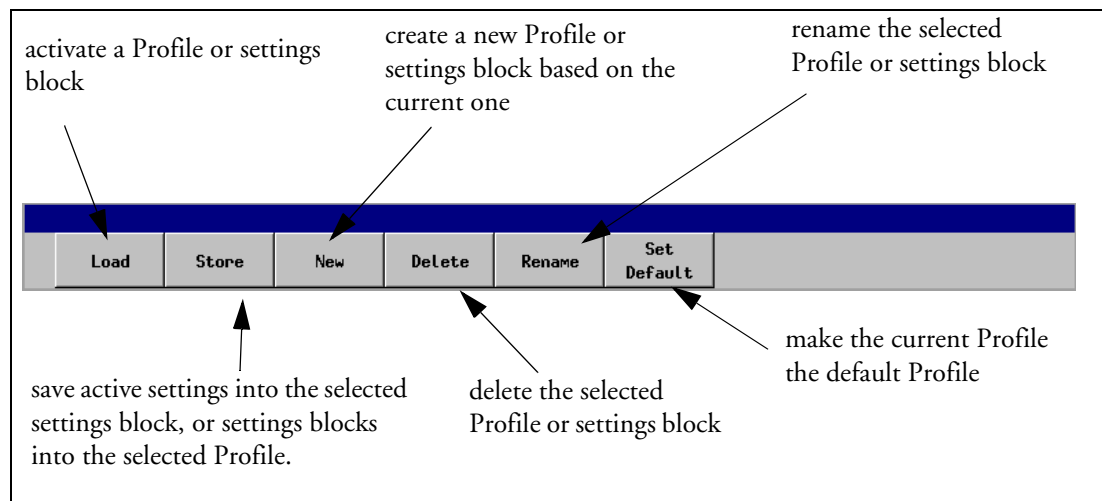 activate a Profile or settings
block
create a new Profile or
settings block based on the
current one
rename the selected
Profile or settings block
Load
Store
New
Delete
Rename
Set
Default
save active settings into the selected
settings block, or settings blocks
into the selected Profile.
delete the selected
Profile or settings block
make the current Profile
the default Profile